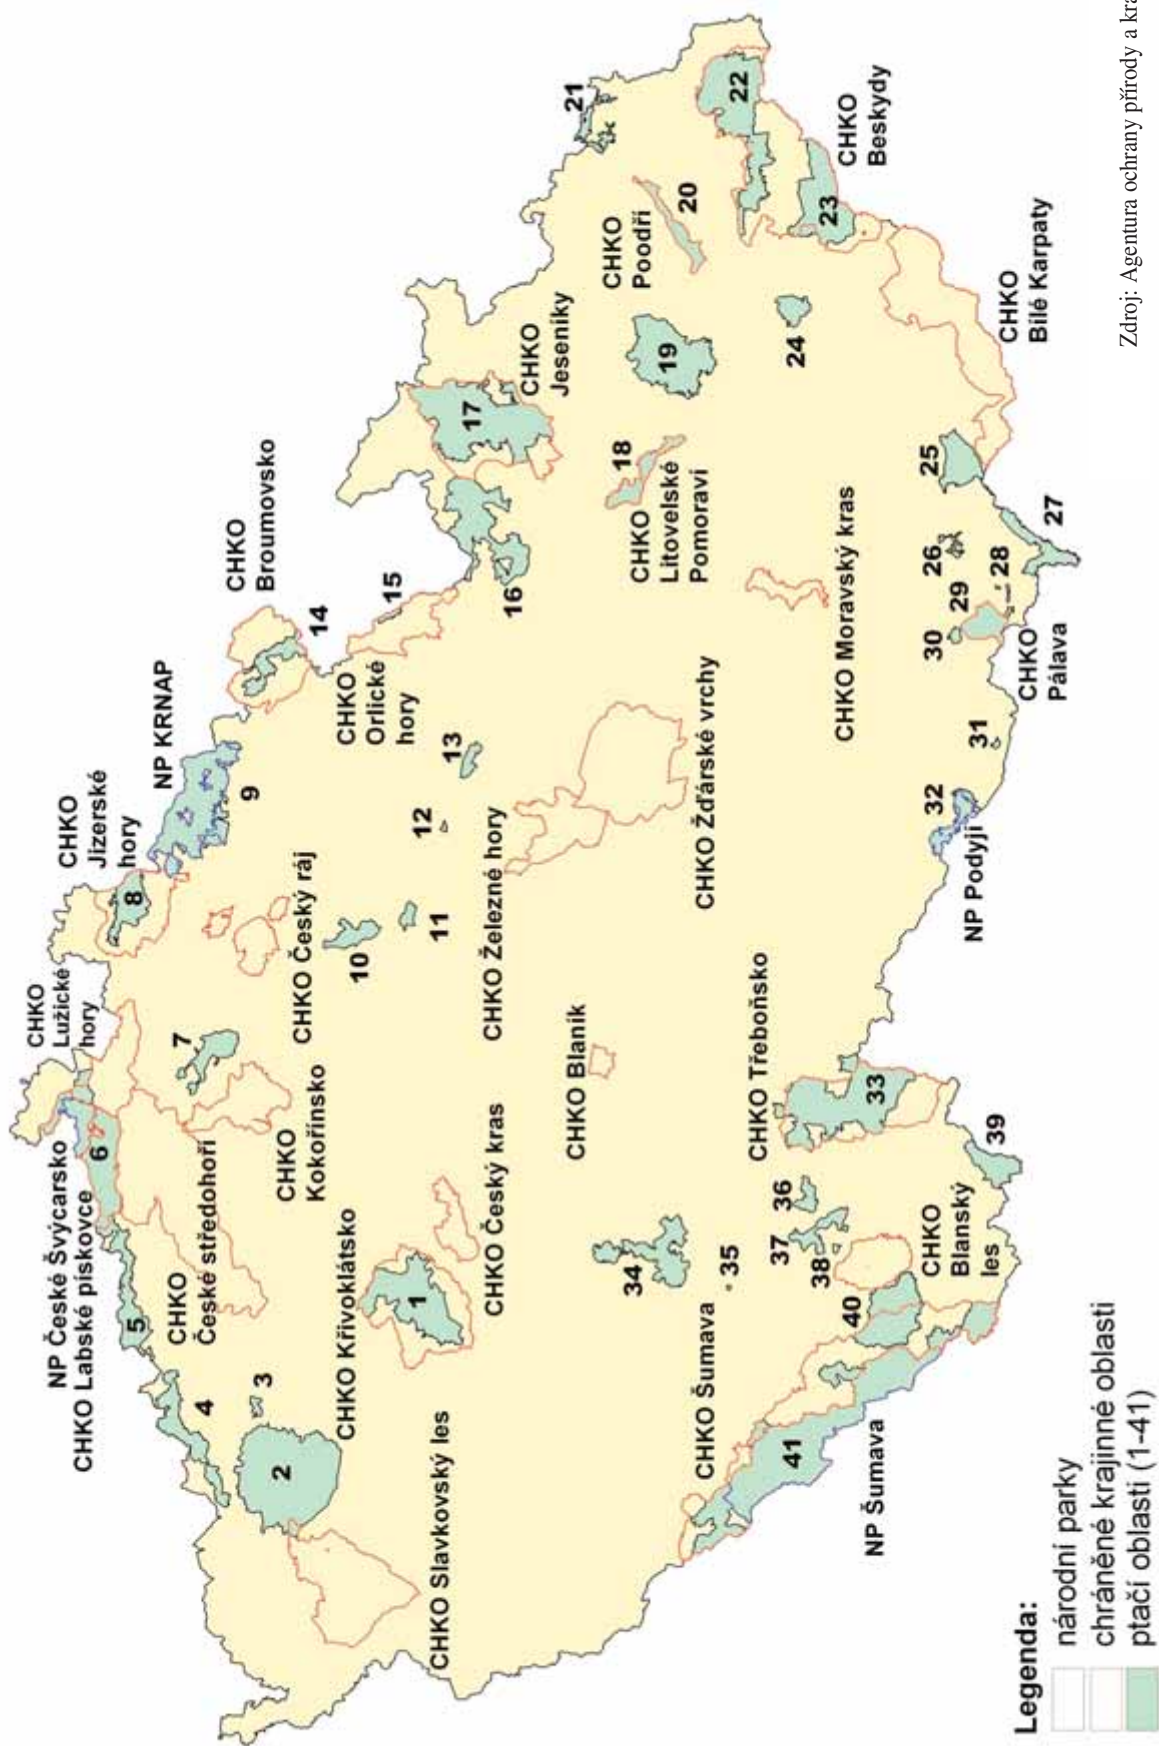 CHKO
Lužické
hory
CHKO
Jizerské
hory
NP KRNAP
CHKO
Broumovsko
NP České Švýcarsko
CHKO Labské pískovce
CHKO
České středohoří
CHKO
Kokořínsko
CHKO Český ráj
CHKO
Orlické
hory
CHKO
Jeseníky
CHKO Křivoklátsko
CHKO Český kras
CHKO Slavkovský les
CHKO Železné hory
CHKO Blaník
CHKO Žďárské vrchy
CHKO
Litovelské
Pomoraví
CHKO
Poodří
CHKO
Beskydy
CHKO Moravský kras
CHKO
Bílé Karpaty
CHKO
Pálava
NP Podyjí
CHKO Třeboňsko
CHKO
Blanský
les
CHKO Šumava
NP Šumava
1
2
3
4
5
6
7
8
9
10
11
12
13
14
15
16
17
18
19
20
21
22
23
24
25
26
27
28
29
30
31
32
33
34
35
36
37
38
39
40
41
Legenda:
národní parky
chráněné krajinné oblasti
ptačí oblasti (1-41)
Zdroj: Agentura ochrany přírody a